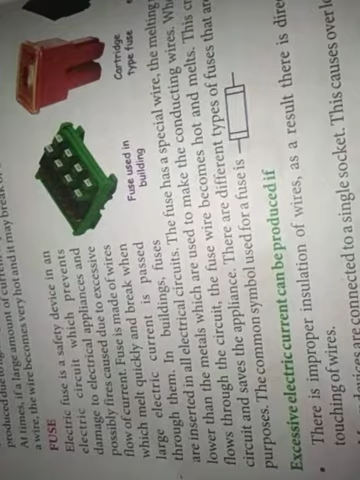 At times, if a large amount of current
a wire, the wire becomes very hot and it may break o
FUSE
Electric fuse is a safety device in an
electric circuit which prevents
damage to electrical appliances and
possibly fires caused due to excessive
flow of current. Fuse is made of wires
which melt quickly and break when
large electric current is passed
through them. In buildings, fuses
are inserted in all electrical circuits. The fuse has a special wire, the melting
lower than the metals which are used to make the conducting wires. Whe
flows through the circuit, the fuse wire becomes hot and melts. This
circuit and saves the appliance. There are different types of fuses that
purposes. The common symbol used for a fuse is
Fuse used in
building
Cartridge
type fuse
Excessive electric current can be produced if
• There is improper insulation of wires, as a result there is dire
touching of wires.
devices are connected to a single socket. This causes over